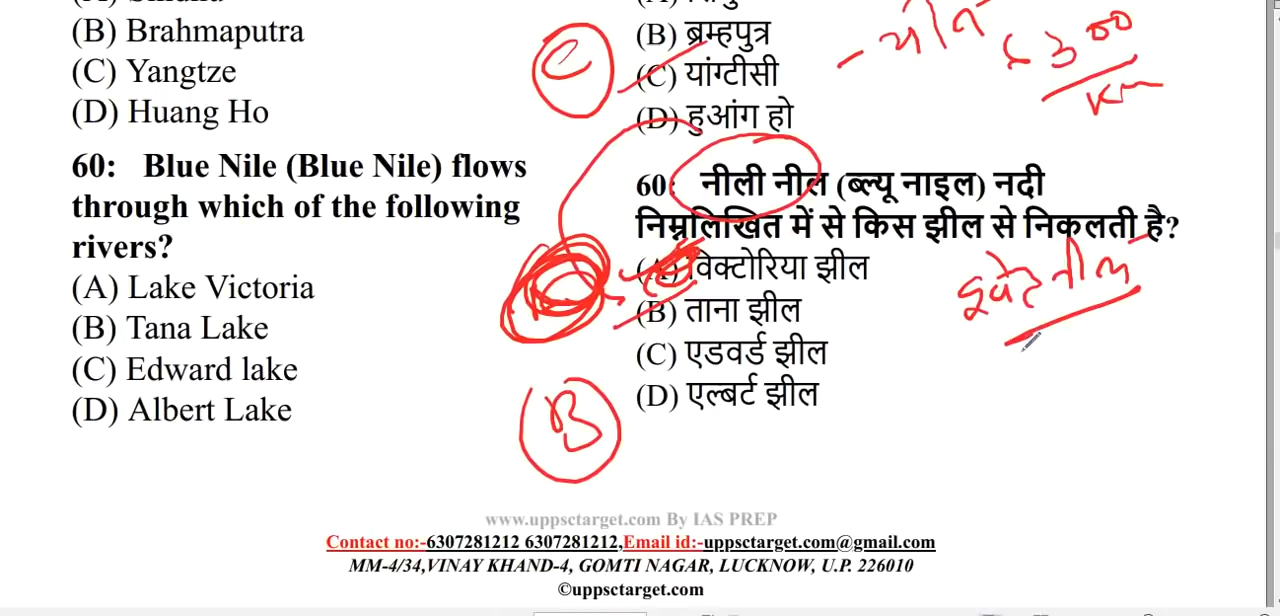 (B) Brahmaputra
(C) Yangtze
(D) Huang Ho
60: Blue Nile (Blue Nile) flows
through which of the following
rivers?
(A) Lake Victoria
(B) Tana Lake
(C) Edward lake
(D) Albert Lake
(B) ब्रम्हपुत्र
(C) यांग्टीसी
(D) हुआंग हो
60: नीली नील (ब्ल्यू नाइल) नदी
निम्नलिखित में से किस झील से निकलती है?
(A) विक्टोरिया झील
(B) ताना झील
(C) एडवर्ड झील
(D) एल्बर्ट झील
C
B
300
km
श्वेत नील
www.uppsctarget.com By IAS PREP
Contact no:-6307281212 6307281212,Email id:-uppsctarget.com@gmail.com
MM-4/34,VINAY KHAND-4, GOMTI NAGAR, LUCKNOW, U.P. 226010
©uppsctarget.com